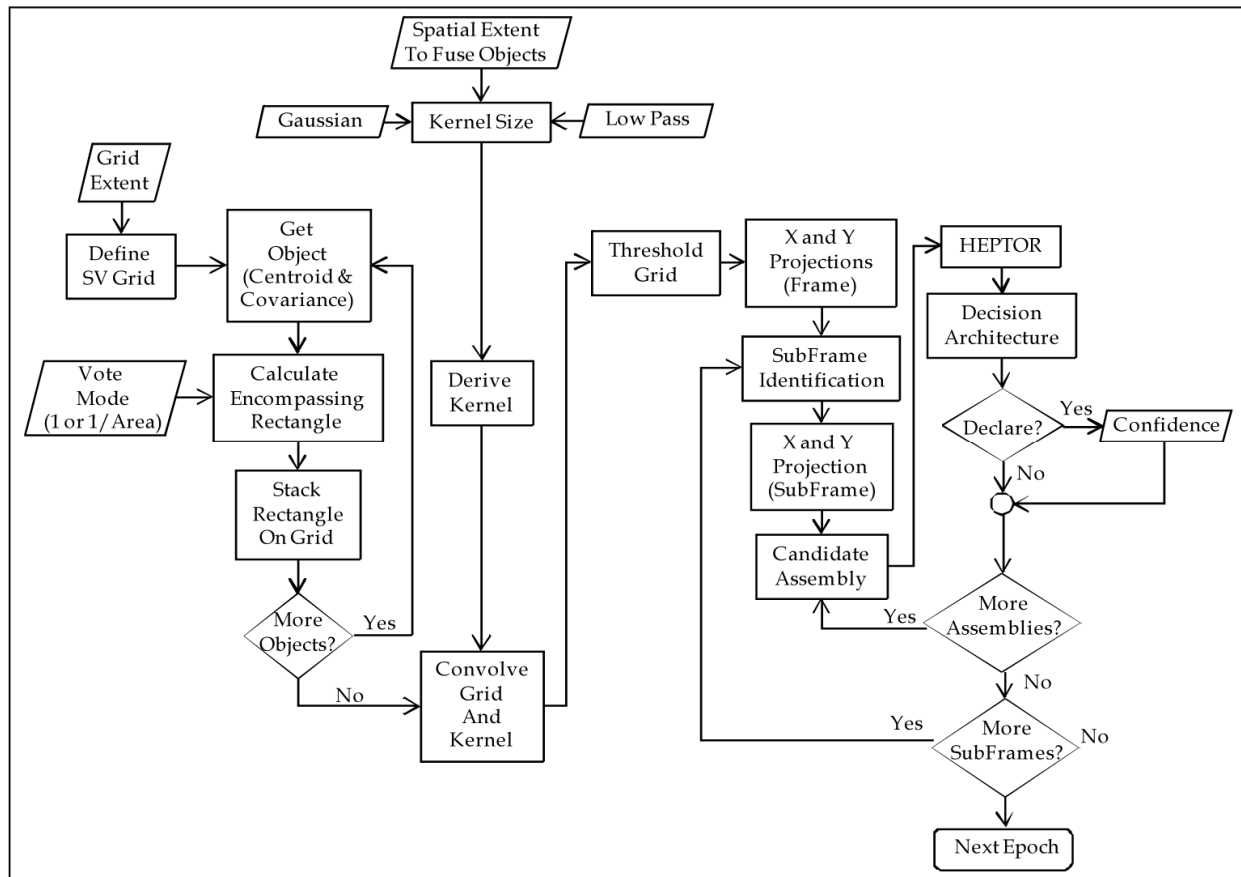 Spatial Extent
To Fuse Objects
Gaussian
Kernel Size
Low Pass
Grid
Extent
Define
SV Grid
Get
Object
(Centroid &
Covariance)
Vote
Mode
(1 or 1/Area)
Calculate
Encompassing
Rectangle
Stack
Rectangle
On Grid
More
Objects?
Yes
No
Derive
Kernel
Convolve
Grid
And
Kernel
Threshold
Grid
X and Y
Projections
(Frame)
SubFrame
Identification
X and Y
Projection
(SubFrame)
Candidate
Assembly
HEPTOR
Decision
Architecture
Declare?
Yes
Confidence
No
More
Assemblies?
Yes
No
More
SubFrames?
Yes
No
Next Epoch